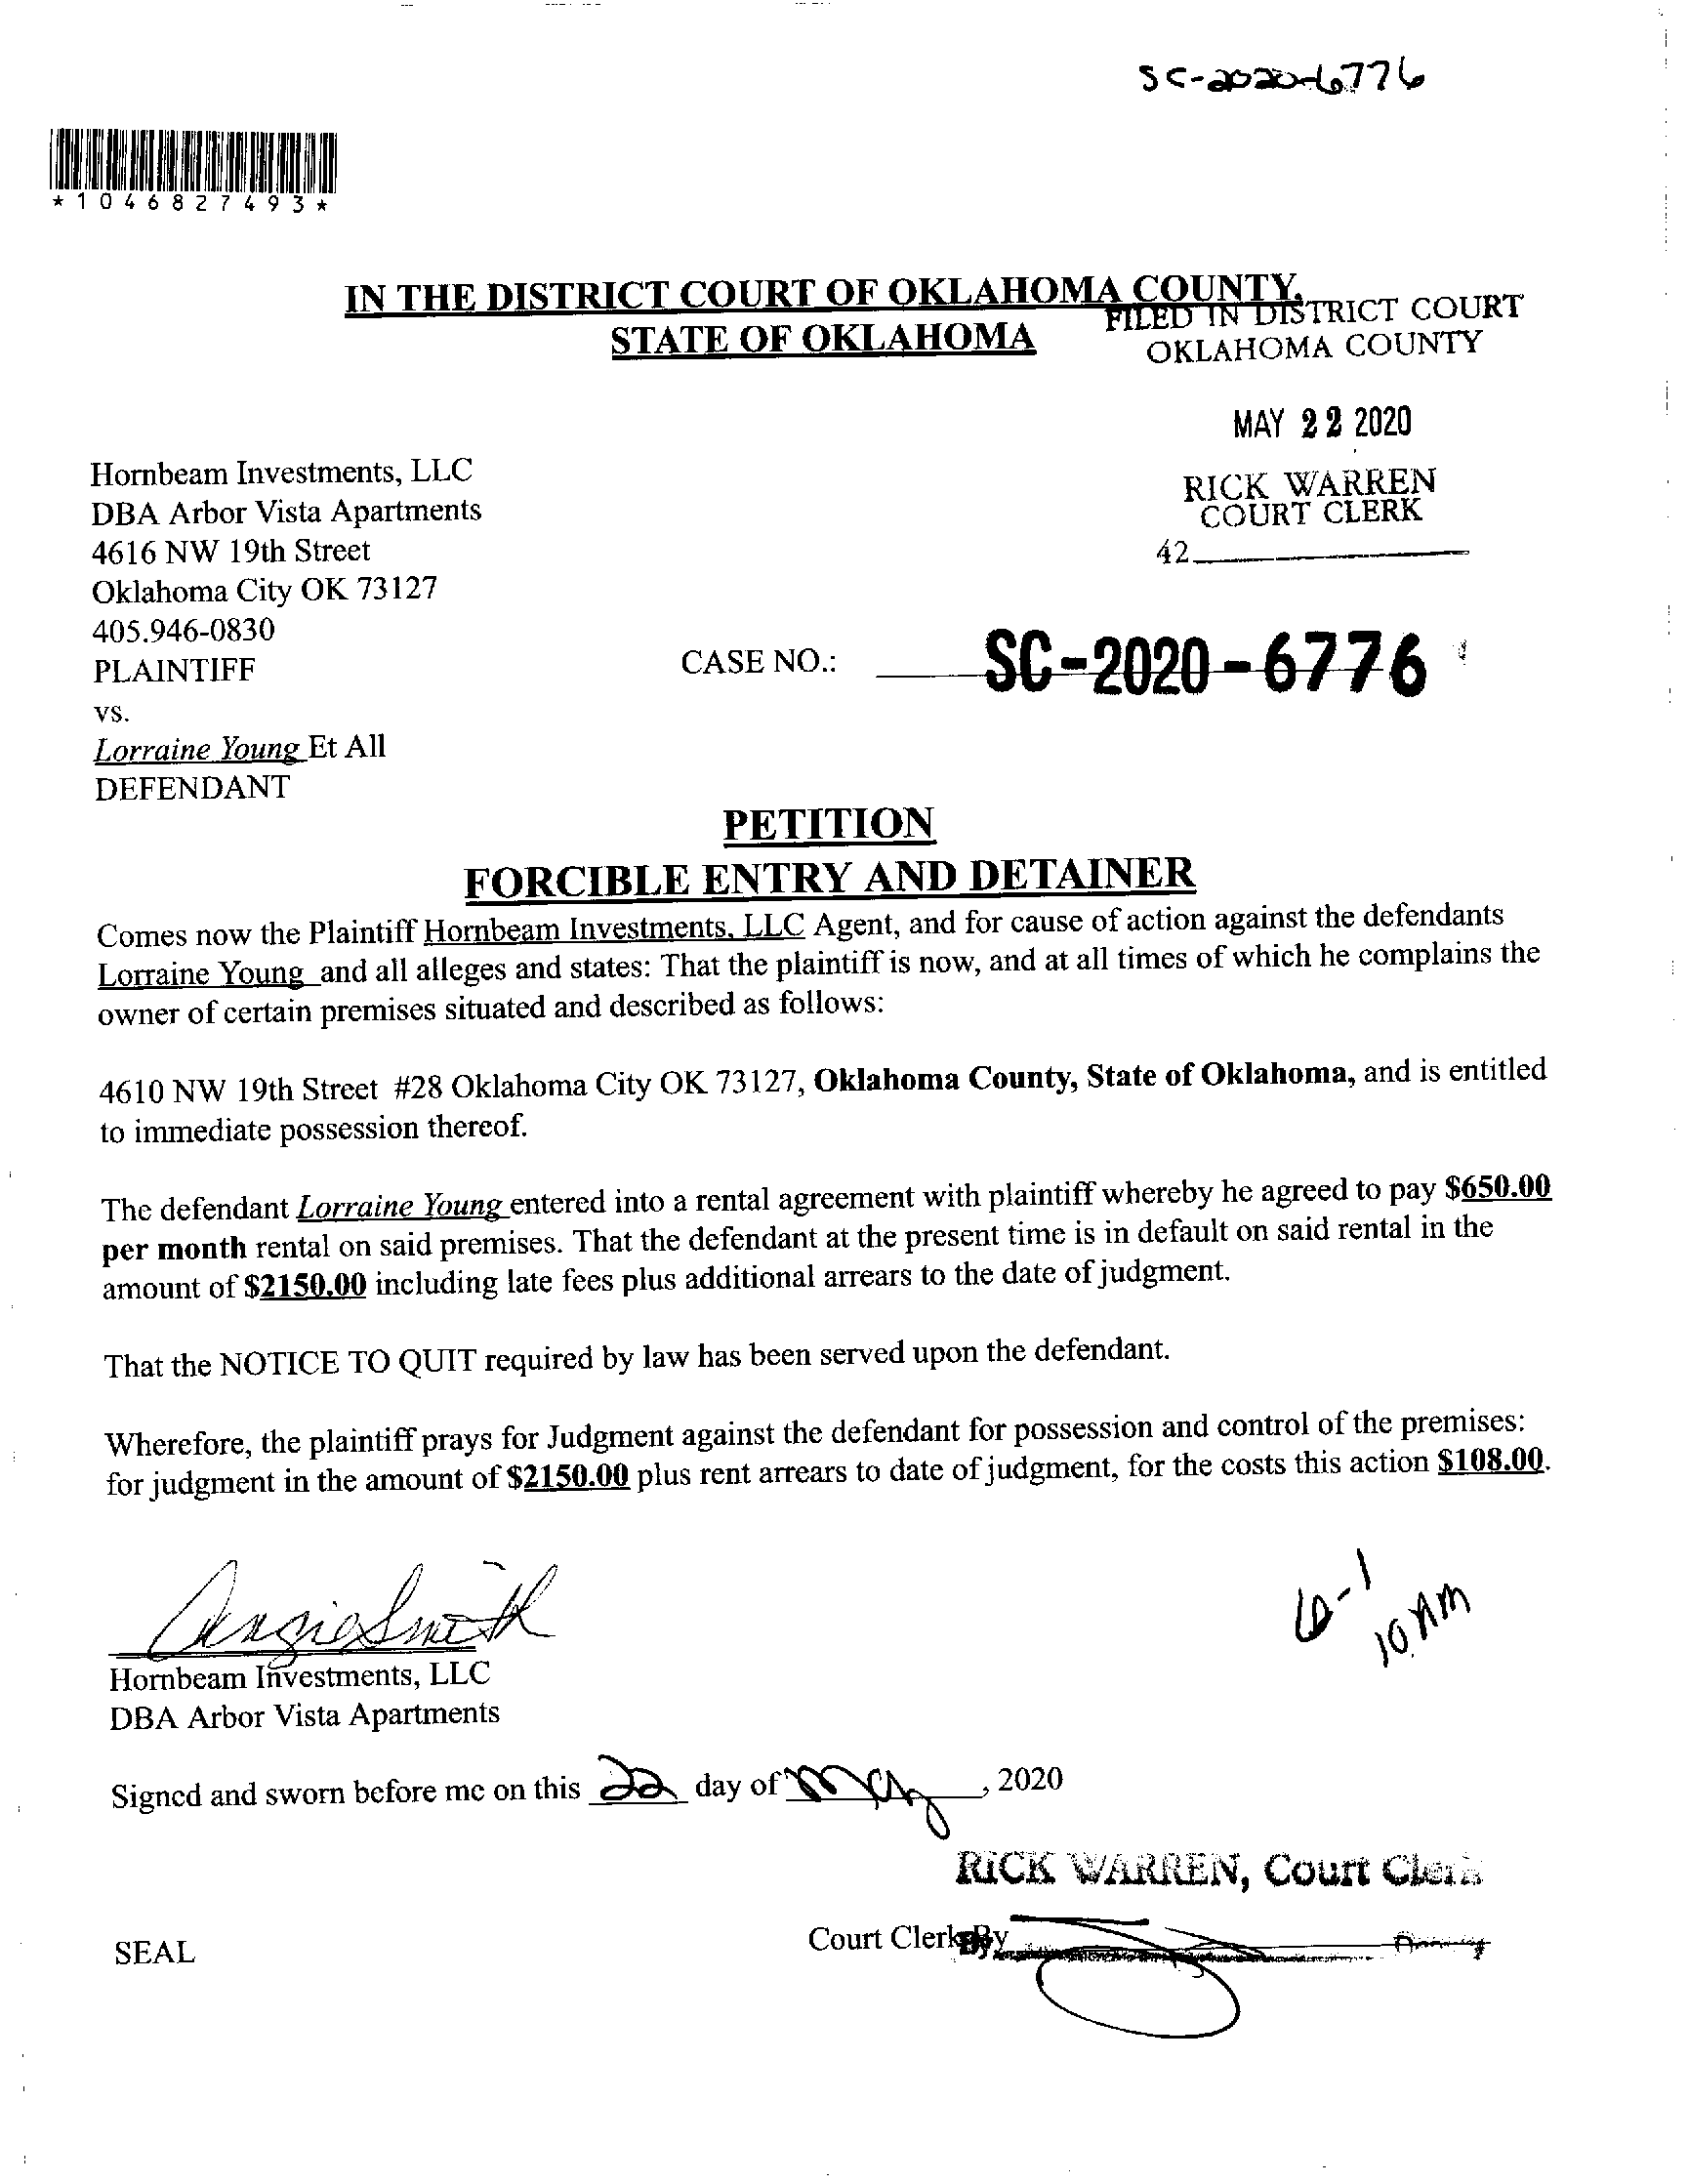 SC-2020-6776
*1046827493*
IN THE DISTRICT COURT OF OKLAHOMA COUNTY,
STATE OF OKLAHOMA
FILED IN DISTRICT COURT
OKLAHOMA COUNTY
MAY 22 2020
RICK WARREN
COURT CLERK
42
Hornbeam Investments, LLC
DBA Arbor Vista Apartments
4616 NW 19th Street
Oklahoma City OK 73127
405.946-0830
PLAINTIFF
CASE NO.: SC-2020-6776
vs.
Lorraine Young Et All
DEFENDANT
PETITION
FORCIBLE ENTRY AND DETAINER
Comes now the Plaintiff Hornbeam Investments, LLC Agent, and for cause of action against the defendants
Lorraine Young and all alleges and states: That the plaintiff is now, and at all times of which he complains the
owner of certain premises situated and described as follows:
4610 NW 19th Street #28 Oklahoma City OK 73127, Oklahoma County, State of Oklahoma, and is entitled
to immediate possession thereof.
The defendant Lorraine Young entered into a rental agreement with plaintiff whereby he agreed to pay $650.00
per month rental on said premises. That the defendant at the present time is in default on said rental in the
amount of $2150.00 including late fees plus additional arrears to the date of judgment.
That the NOTICE TO QUIT required by law has been served upon the defendant.
Wherefore, the plaintiff prays for Judgment against the defendant for possession and control of the premises:
for judgment in the amount of $2150.00 plus rent arrears to date of judgment, for the costs this action $108.00.
Angie Smith
6-1
10 AM
Hornbeam Investments, LLC
DBA Arbor Vista Apartments
Signed and sworn before me on this 22 day of May, 2020
RICK WARREN, Court Clerk
Court Clerk By
SEAL